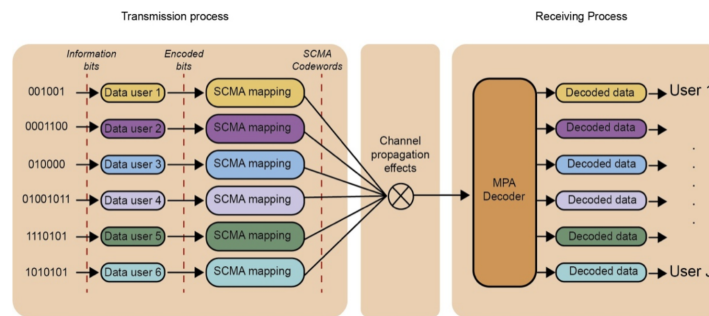 Transmission process
Receiving Process
Information bits
Encoded bits
SCMA Codewords
001001
Data user 1
SCMA mapping
0001100
Data user 2
SCMA mapping
010000
Data user 3
SCMA mapping
01001011
Data user 4
SCMA mapping
1110101
Data user 5
SCMA mapping
1010101
Data user 6
SCMA mapping
Channel
propagation
effects
MPA
Decoder
Decoded data
User 1
Decoded data
Decoded data
Decoded data
Decoded data
Decoded data
User